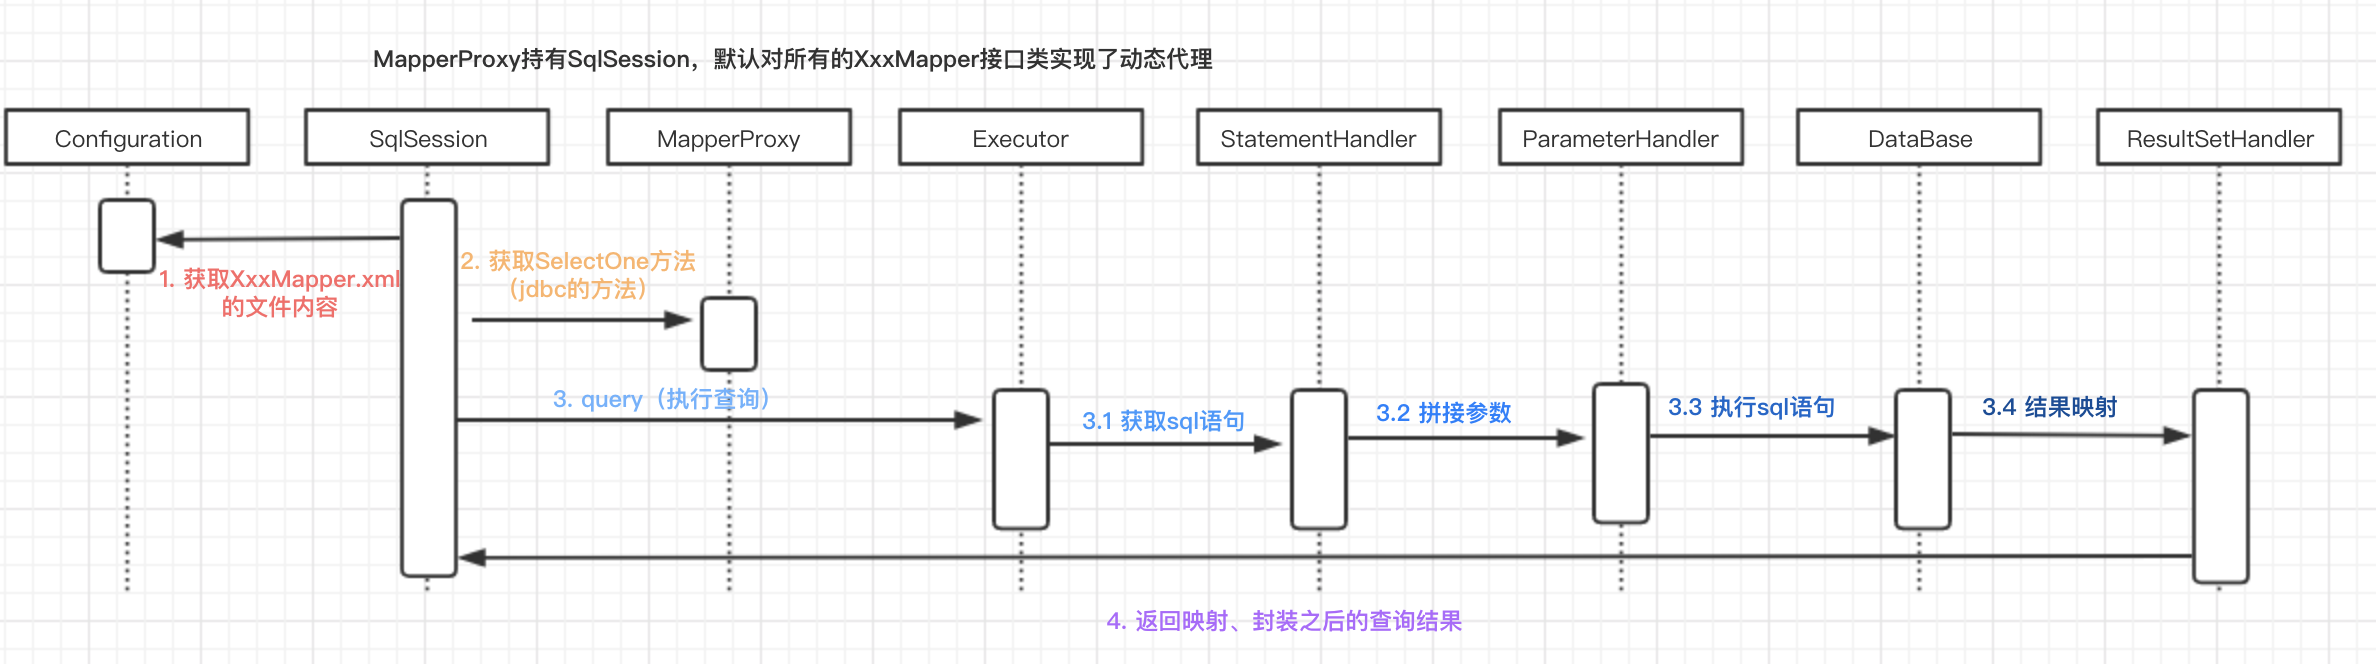 MapperProxy持有SqlSession，默认对所有的XxxMapper接口类实现了动态代理
Configuration
SqlSession
MapperProxy
Executor
StatementHandler
ParameterHandler
DataBase
ResultSetHandler
1. 获取XxxMapper.xml
的文件内容
2. 获取SelectOne方法
（jdbc的方法）
3. query（执行查询）
3.1 获取sql语句
3.2 拼接参数
3.3 执行sql语句
3.4 结果映射
4. 返回映射、封装之后的查询结果